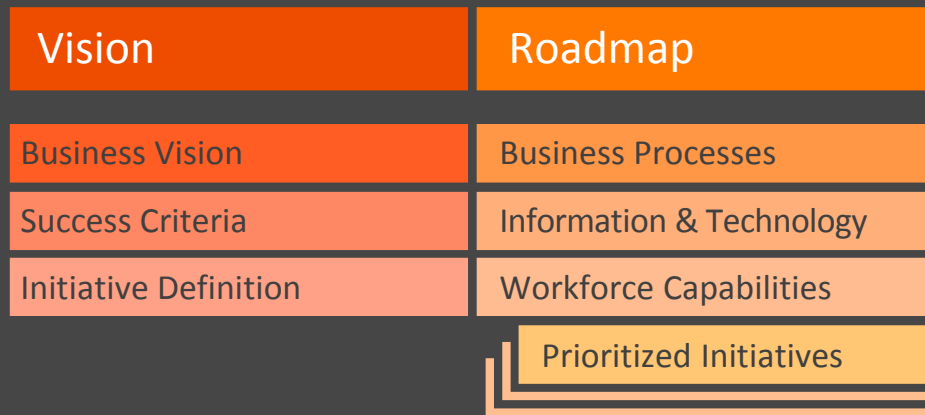 Vision
Roadmap
Business Vision
Business Processes
Success Criteria
Information & Technology
Initiative Definition
Workforce Capabilities
Prioritized Initiatives